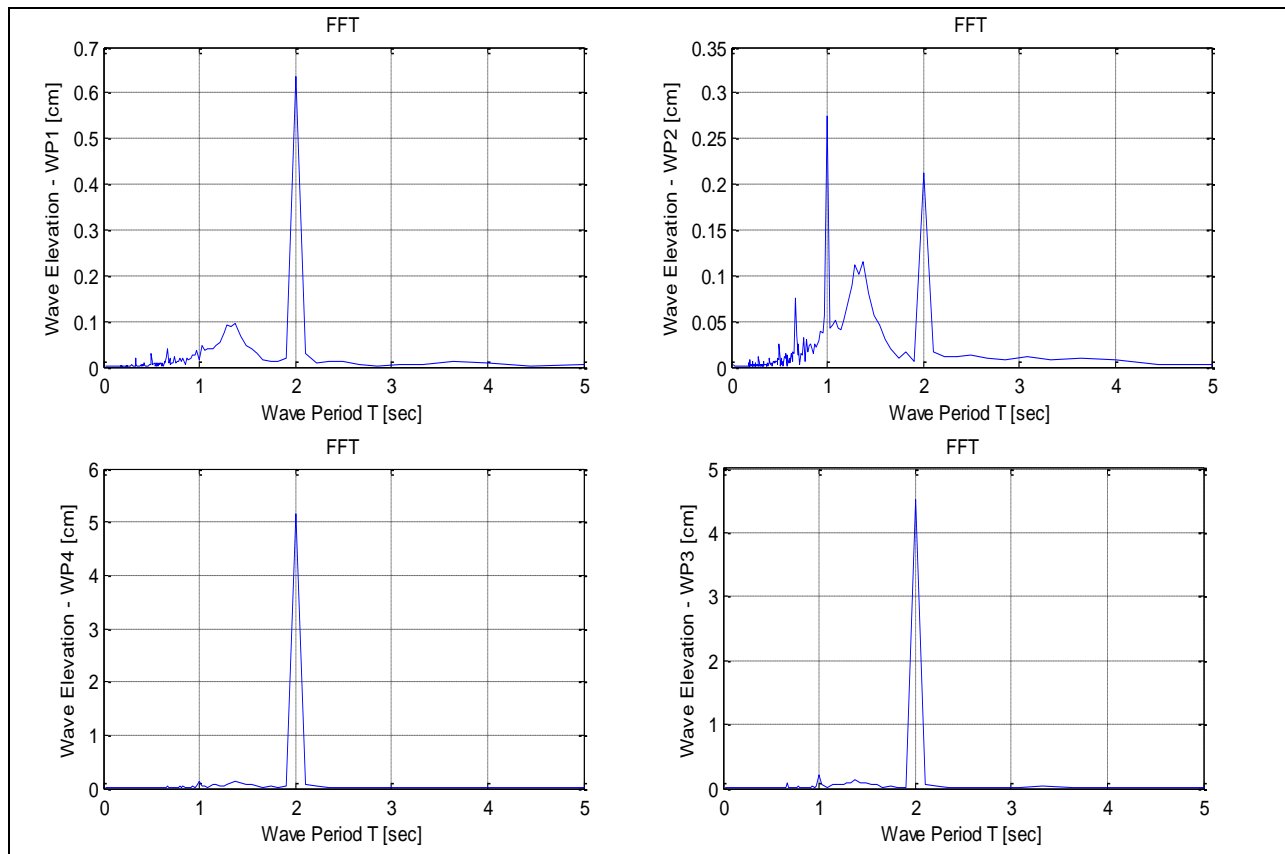 FFT
0.7
0.6
0.5
0.4
0.3
0.2
0.1
0
Wave Elevation - WP1 [cm]
0 1 2 3 4 5
Wave Period T [sec]
FFT
0.35
0.3
0.25
0.2
0.15
0.1
0.05
0
Wave Elevation - WP2 [cm]
0 1 2 3 4 5
Wave Period T [sec]
FFT
6
5
4
3
2
1
0
Wave Elevation - WP4 [cm]
0 1 2 3 4 5
Wave Period T [sec]
FFT
5
4
3
2
1
0
Wave Elevation - WP3 [cm]
0 1 2 3 4 5
Wave Period T [sec]